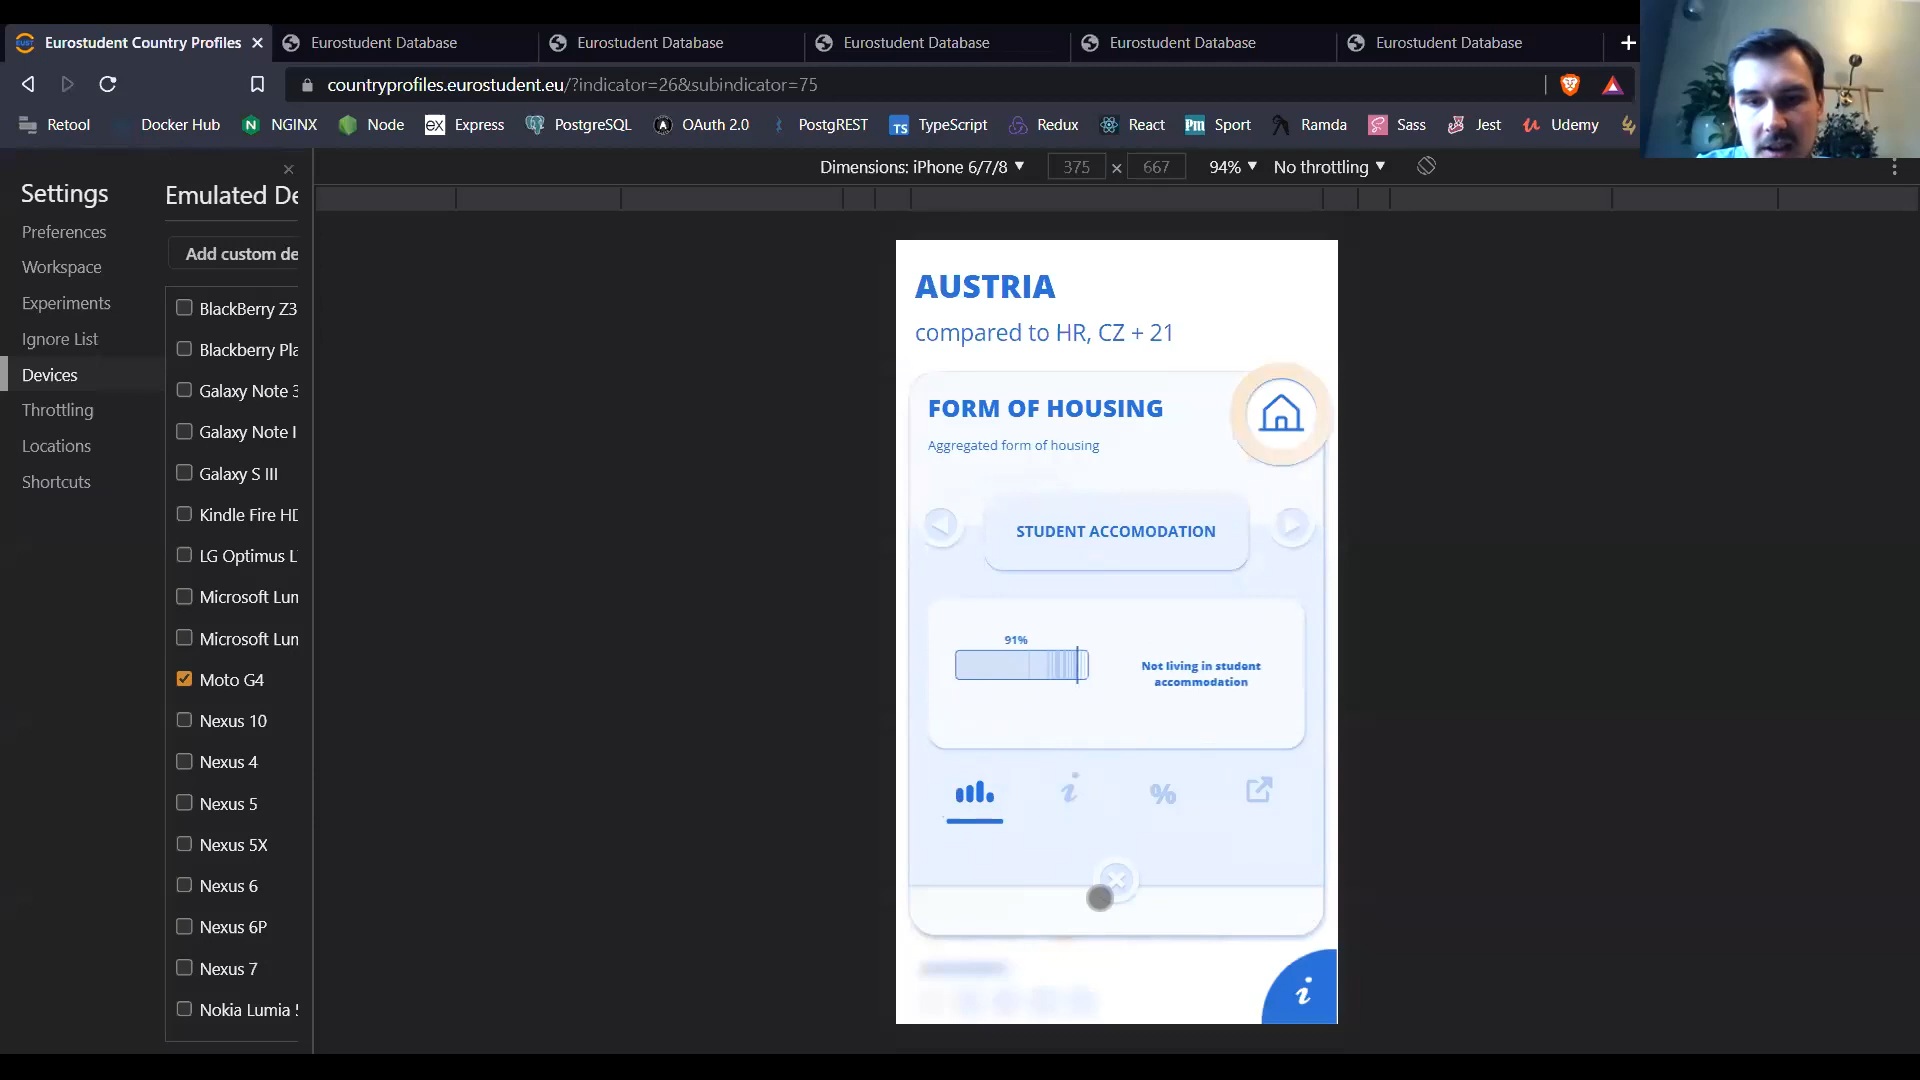 Eurostudent Country Profiles
Eurostudent Database
Eurostudent Database
Eurostudent Database
Eurostudent Database
Eurostudent Database
countryprofiles.eurostudent.eu/?indicator=26&subindicator=75
Retool
Docker Hub
NGINX
Node
ex Express
PostgreSQL
OAuth 2.0
PostgREST
TS TypeScript
Redux
React
Pm Sport
Ramda
Sass
Jest
Udemy
Settings
Preferences
Workspace
Experiments
Ignore List
Devices
Throttling
Locations
Shortcuts
Emulated De
Add custom de
BlackBerry Z3
Blackberry Pla
Galaxy Note 3
Galaxy Note I
Galaxy S III
Kindle Fire HD
LG Optimus L
Microsoft Lum
Microsoft Lum
Moto G4
Nexus 10
Nexus 4
Nexus 5
Nexus 5X
Nexus 6
Nexus 6P
Nexus 7
Nokia Lumia 5
Dimensions: iPhone 6/7/8
375 × 667
94%
No throttling
AUSTRIA
compared to HR, CZ + 21
FORM OF HOUSING
Aggregated form of housing
STUDENT ACCOMODATION
91%
Not living in student
accommodation
i
%
i